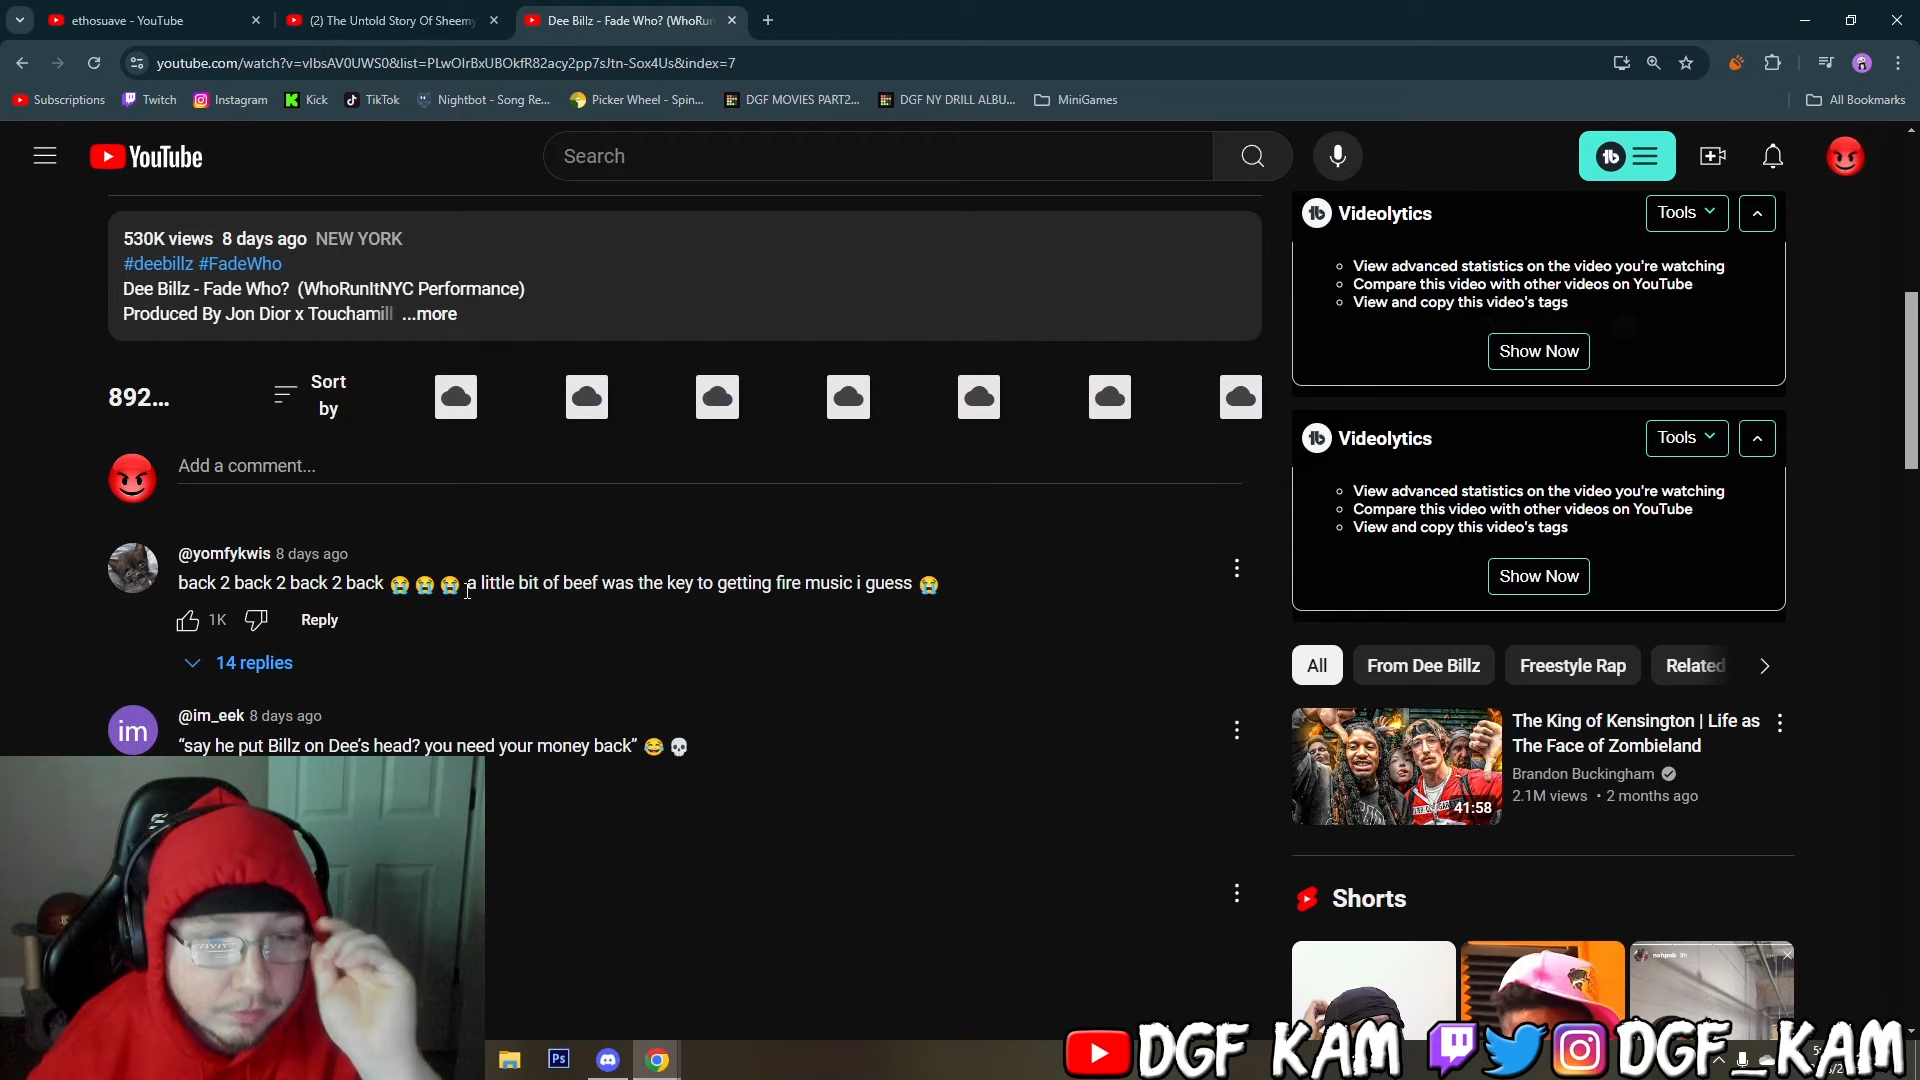 ethosuave - YouTube
(2) The Untold Story Of Sheemy
Dee Billz - Fade Who? (WhoRun
youtube.com/watch?v=vIbsAV0UWS0&list=PLwOIrBxUBOkfR82acy2pp7sJtn-Sox4Us&index=7
Subscriptions
Twitch
Instagram
Kick
TikTok
Nightbot - Song Re...
Picker Wheel - Spin...
DGF MOVIES PART2...
DGF NY DRILL ALBU...
MiniGames
All Bookmarks
YouTube
Search
530K views 8 days ago NEW YORK
#deebillz #FadeWho
Dee Billz - Fade Who? (WhoRunItNYC Performance)
Produced By Jon Dior x Touchamill ...more
892...
Sort
by
Add a comment...
@yomfykwis 8 days ago
back 2 back 2 back 2 back 😭😭😭 a little bit of beef was the key to getting fire music i guess 😭
1K
Reply
14 replies
im
@im_eek 8 days ago
“say he put Billz on Dee’s head? you need your money back” 😂💀
Videolytics
Tools
View advanced statistics on the video you're watching
Compare this video with other videos on YouTube
View and copy this video's tags
Show Now
Videolytics
Tools
View advanced statistics on the video you're watching
Compare this video with other videos on YouTube
View and copy this video's tags
Show Now
All
From Dee Billz
Freestyle Rap
Related
41:58
The King of Kensington | Life as
The Face of Zombieland
Brandon Buckingham
2.1M views • 2 months ago
Shorts
Ps
DGF KAM
DGF_KAM